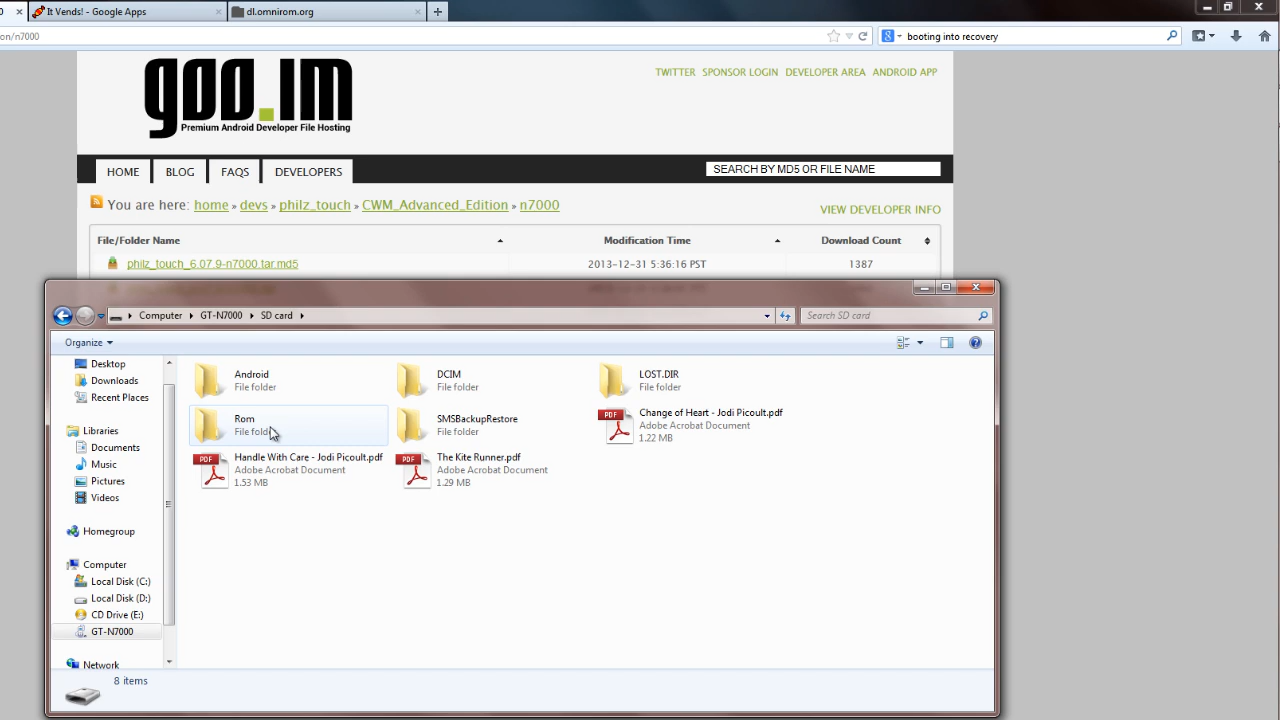 It Vends! - Google Apps
dl.omnirom.org
on/n7000
booting into recovery
goo.im
Premium Android Developer File Hosting
TWITTER SPONSOR LOGIN DEVELOPER AREA ANDROID APP
HOME BLOG FAQS DEVELOPERS
SEARCH BY MD5 OR FILE NAME
You are here: home » devs » philz_touch » CWM_Advanced_Edition » n7000
VIEW DEVELOPER INFO
File/Folder Name Modification Time Download Count
philz_touch_6.07.9-n7000.tar.md5 2013-12-31 5:36:16 PST 1387
Computer GT-N7000 SD card
Search SD card
Organize
Desktop
Downloads
Recent Places
Libraries
Documents
Music
Pictures
Videos
Homegroup
Computer
Local Disk (C:)
Local Disk (D:)
CD Drive (E:)
GT-N7000
Network
Android
File folder
DCIM
File folder
LOST.DIR
File folder
Rom
File folder
SMSBackupRestore
File folder
PDF
Change of Heart - Jodi Picoult.pdf
Adobe Acrobat Document
1.22 MB
PDF
Handle With Care - Jodi Picoult.pdf
Adobe Acrobat Document
1.53 MB
PDF
The Kite Runner.pdf
Adobe Acrobat Document
1.29 MB
8 items